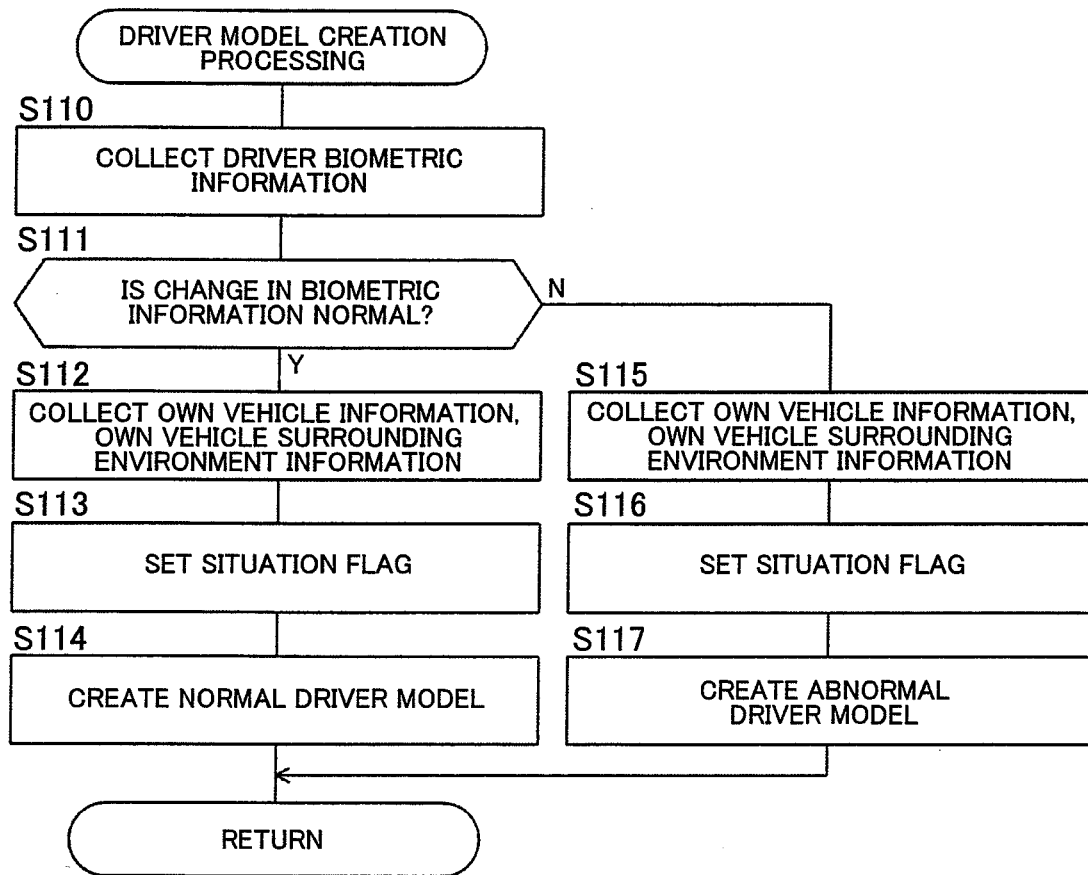 DRIVER MODEL CREATION
PROCESSING
S110
COLLECT DRIVER BIOMETRIC
INFORMATION
S111
IS CHANGE IN BIOMETRIC
INFORMATION NORMAL?
N
Y
S112
COLLECT OWN VEHICLE INFORMATION,
OWN VEHICLE SURROUNDING
ENVIRONMENT INFORMATION
S113
SET SITUATION FLAG
S114
CREATE NORMAL DRIVER MODEL
S115
COLLECT OWN VEHICLE INFORMATION,
OWN VEHICLE SURROUNDING
ENVIRONMENT INFORMATION
S116
SET SITUATION FLAG
S117
CREATE ABNORMAL
DRIVER MODEL
RETURN